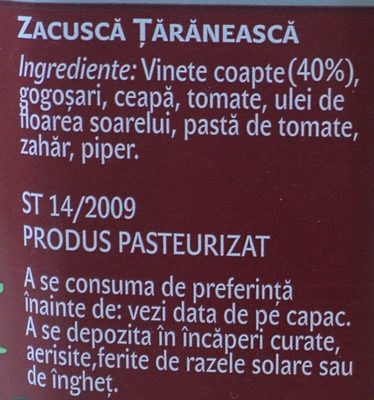 ZACUSCĂ ȚĂRĂNEASCĂ
Ingrediente: Vinete coapte (40%),
gogoșari, ceapă, tomate, ulei de
floarea soarelui, pastă de tomate,
zahăr, piper.
ST 14/2009
PRODUS PASTEURIZAT
A se consuma de preferință
înainte de: vezi data de pe capac.
A se depozita în încăperi curate,
aerisite,ferite de razele solare sau
de îngheț.